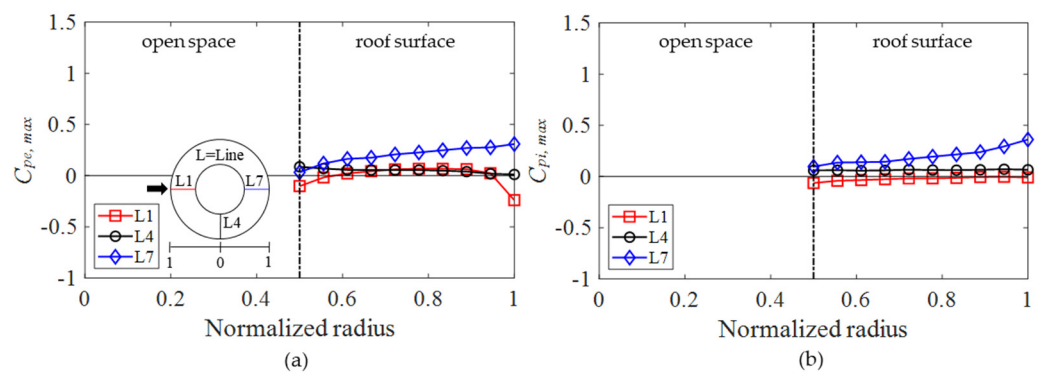 (a)
1.5
1
0.5
0
-0.5
-1
C_pe, max
open space
roof surface
L=Line
L1
L7
L4
1 0 1
L1
L4
L7
0 0.2 0.4 0.6 0.8 1
Normalized radius
(a)
(b)
1.5
1
0.5
0
-0.5
-1
C_pi, max
open space
roof surface
L1
L4
L7
0 0.2 0.4 0.6 0.8 1
Normalized radius
(b)